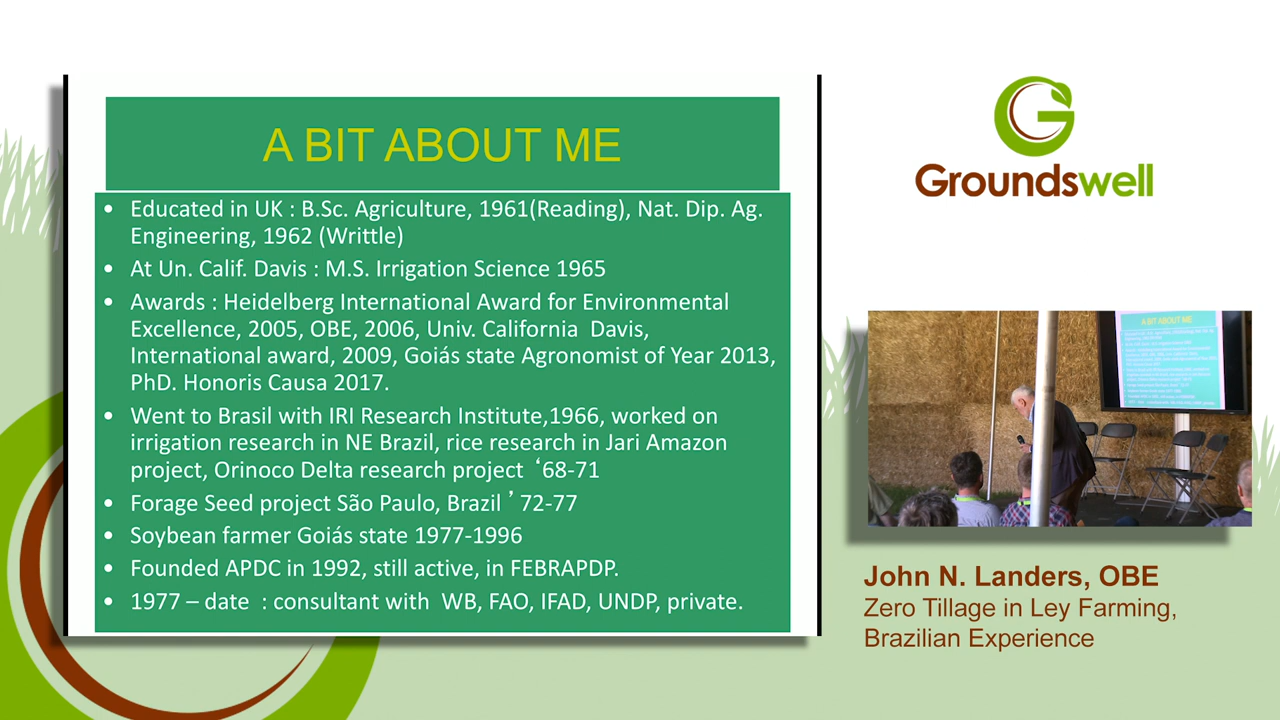 A BIT ABOUT ME
• Educated in UK : B.Sc. Agriculture, 1961(Reading), Nat. Dip. Ag.
Engineering, 1962 (Writtle)
• At Un. Calif. Davis : M.S. Irrigation Science 1965
• Awards : Heidelberg International Award for Environmental
Excellence, 2005, OBE, 2006, Univ. California Davis,
International award, 2009, Goiás state Agronomist of Year 2013,
PhD. Honoris Causa 2017.
• Went to Brasil with IRI Research Institute,1966, worked on
irrigation research in NE Brazil, rice research in Jari Amazon
project, Orinoco Delta research project ‘68-71
• Forage Seed project São Paulo, Brazil ’ 72-77
• Soybean farmer Goiás state 1977-1996
• Founded APDC in 1992, still active, in FEBRAPDP.
• 1977 – date : consultant with WB, FAO, IFAD, UNDP, private.
Groundswell
A BIT ABOUT ME
John N. Landers, OBE
Zero Tillage in Ley Farming,
Brazilian Experience